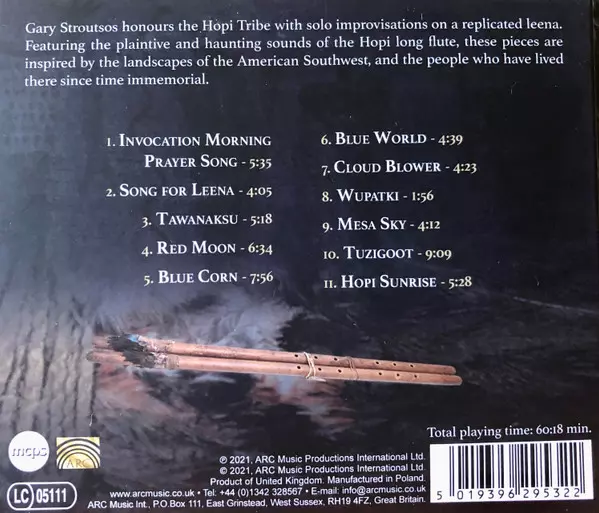 Gary Stroutsos honours the Hopi Tribe with solo improvisations on a replicated leena.
Featuring the plaintive and haunting sounds of the Hopi long flute, these pieces are
inspired by the landscapes of the American Southwest, and the people who have lived
there since time immemorial.
1. Invocation Morning
Prayer Song - 5:35
2. Song for Leena - 4:05
3. Tawanaksu - 5:18
4. Red Moon - 6:34
5. Blue Corn - 7:56
6. Blue World - 4:39
7. Cloud Blower - 4:23
8. Wupatki - 1:56
9. Mesa Sky - 4:12
10. Tuzigoot - 9:09
11. Hopi Sunrise - 5:28
Total playing time: 60:18 min.
mcps
ARC
LC 05111
℗ 2021, ARC Music Productions International Ltd.
© 2021, ARC Music Productions International Ltd.
Product of United Kingdom. Manufactured in Poland.
www.arcmusic.co.uk • Tel: +44 (0)1342 328567 • E-mail: info@arcmusic.co.uk
ARC Music Int., P.O. Box 111, East Grinstead, West Sussex, RH19 4FZ, Great Britain.
5 019396 295322